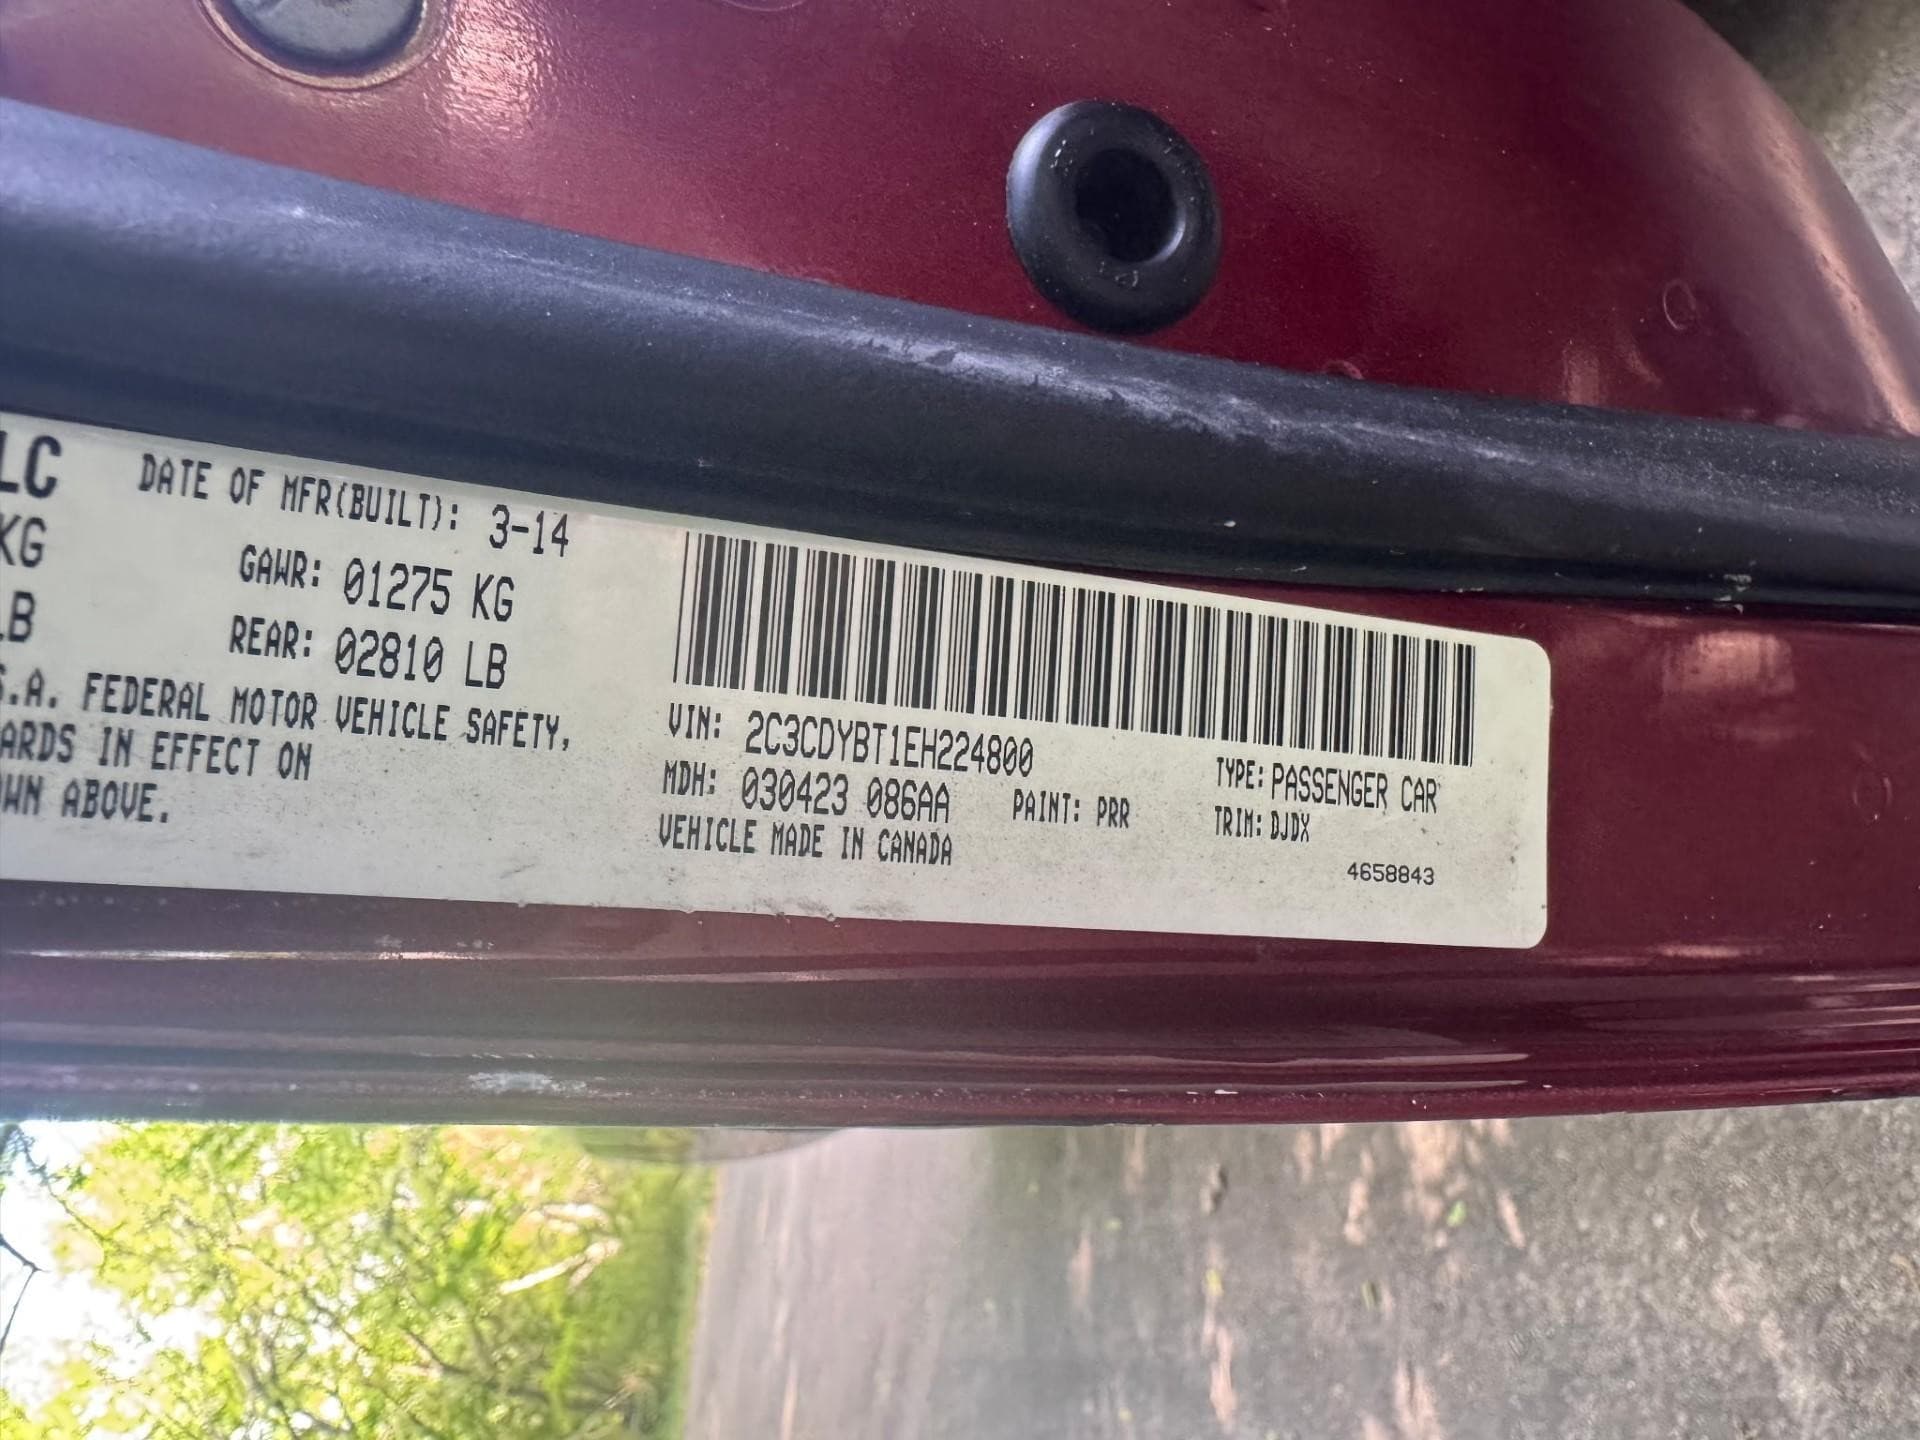 LC
KG
LB
DATE OF MFR(BUILT): 3-14
GAWR: 01275 KG
REAR: 02810 LB
S.A. FEDERAL MOTOR VEHICLE SAFETY,
ARDS IN EFFECT ON
OWN ABOVE.
VIN: 2C3CDYBT1EH224800
MDH: 030423 086AA PAINT: PRR
VEHICLE MADE IN CANADA
TYPE: PASSENGER CAR
TRIM: DJDX
4658843